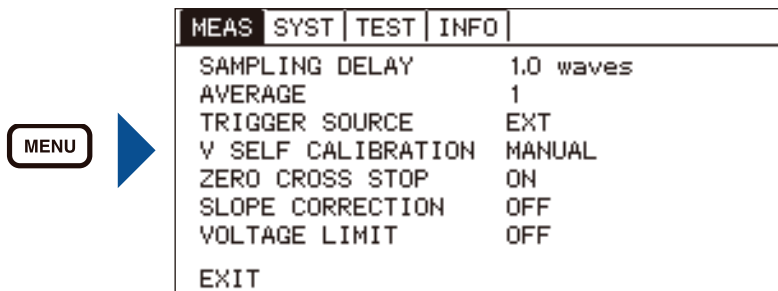 MENU
MEAS SYST TEST INFO
SAMPLING DELAY 1.0 waves
AVERAGE 1
TRIGGER SOURCE EXT
V SELF CALIBRATION MANUAL
ZERO CROSS STOP ON
SLOPE CORRECTION OFF
VOLTAGE LIMIT OFF
EXIT